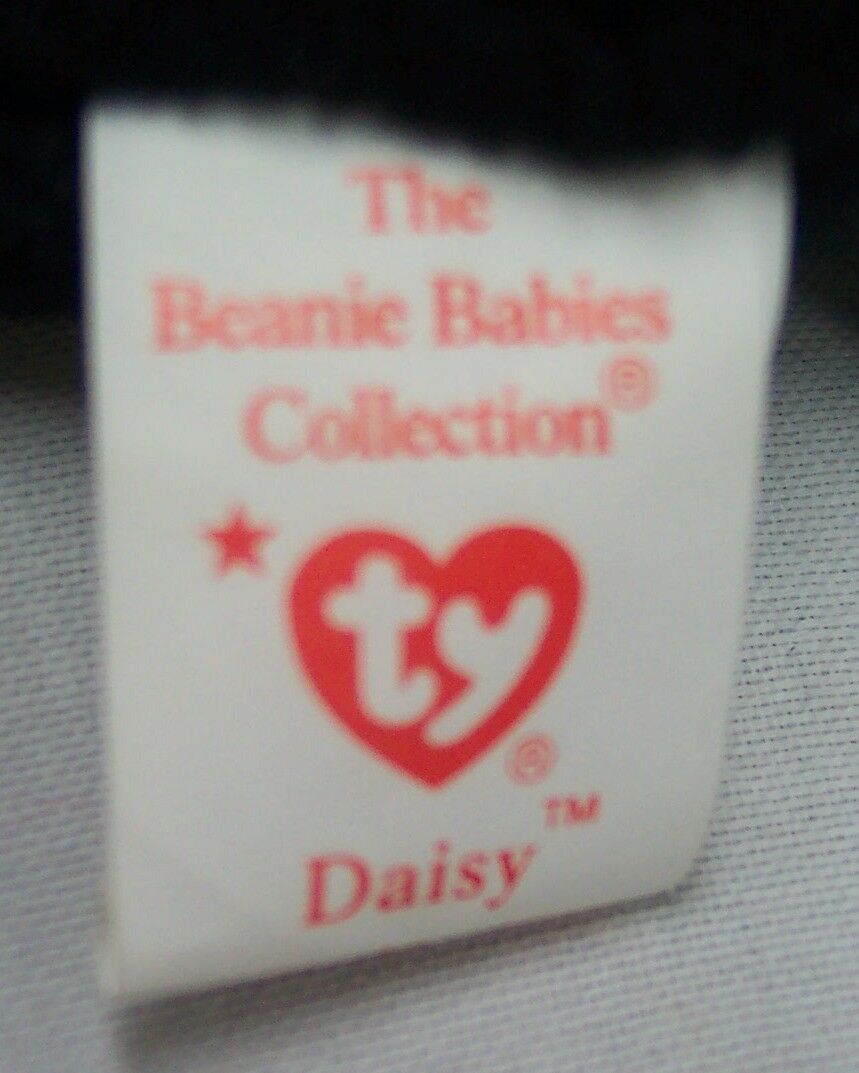 The
Beanie Babies
Collection®
ty®
Daisy™